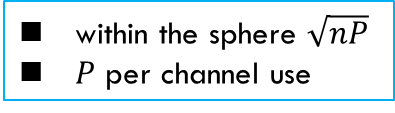 ■ within the sphere √nP
■ P per channel use